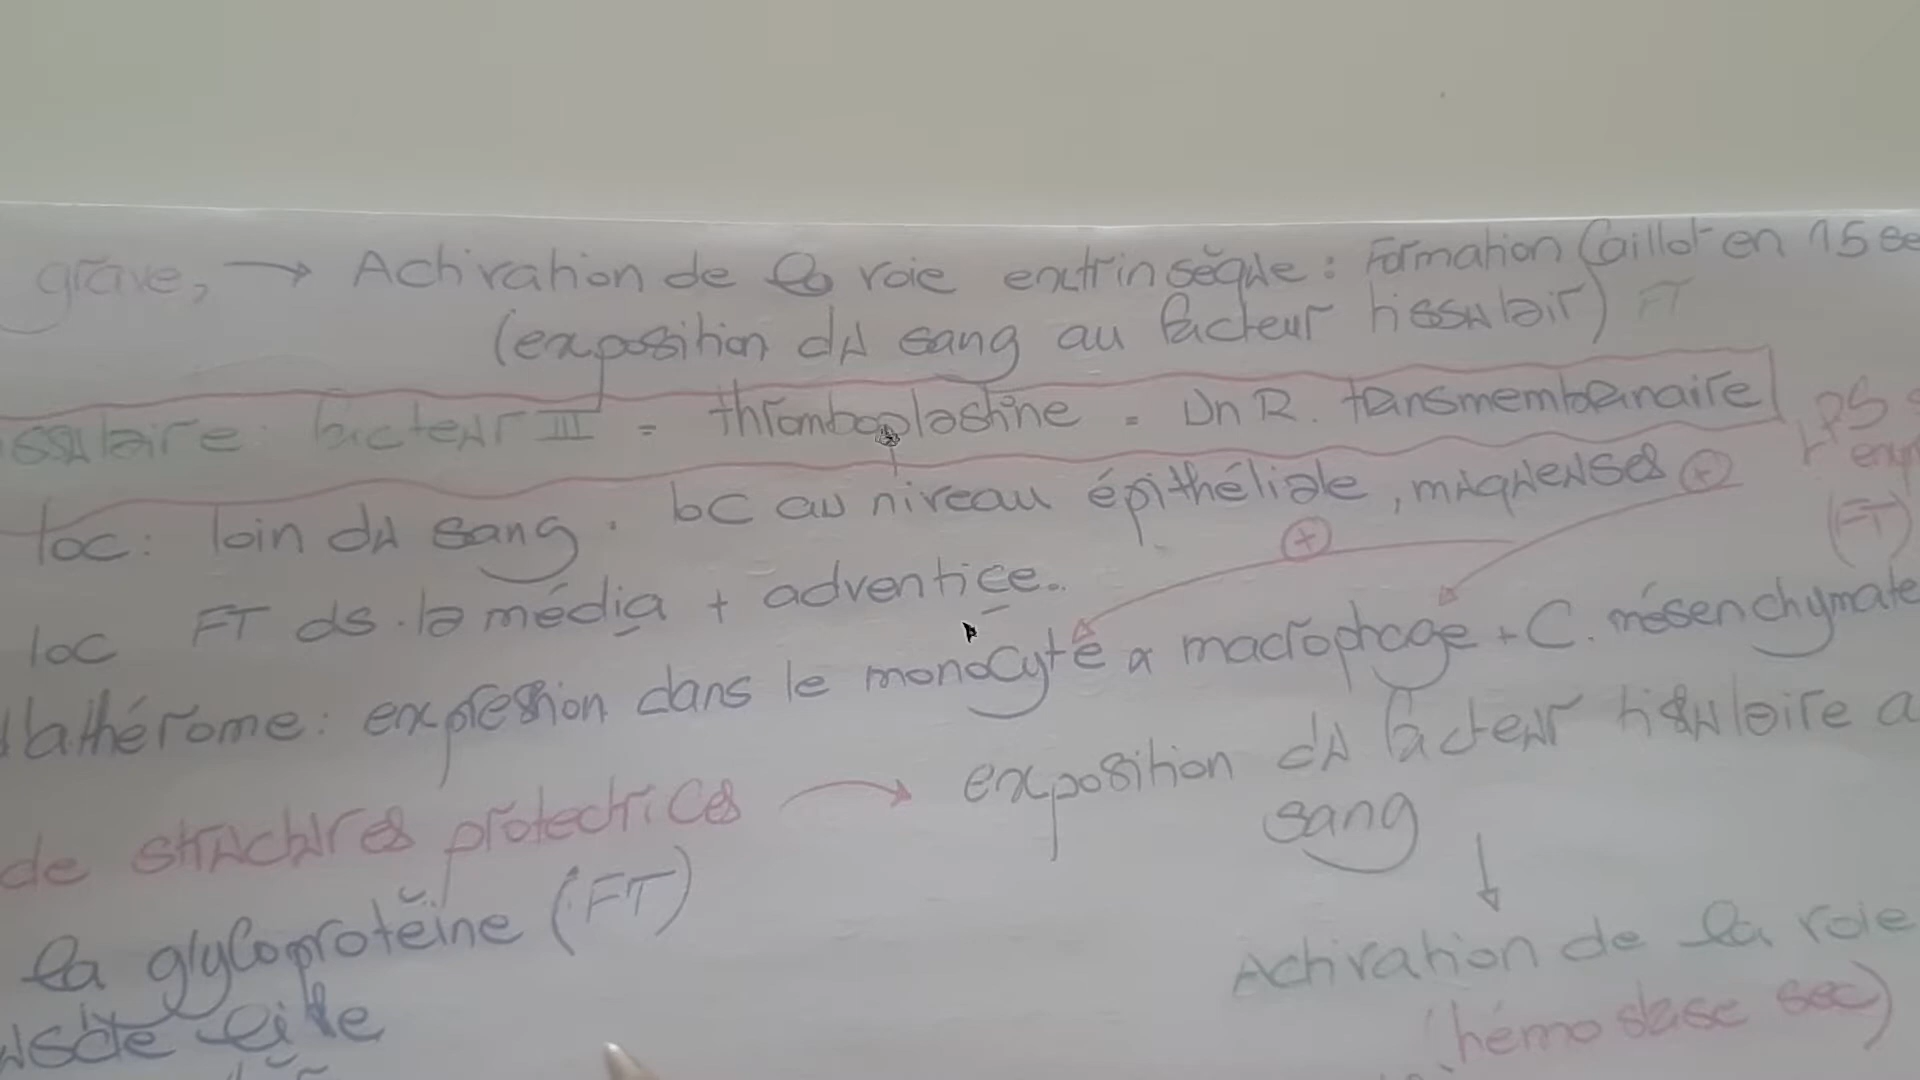 grave, → Activation de la voie extrinsèque : Formation Caillot en 15 se
(exposition du sang au facteur tissulair) FT
ssulaire facteur III = thromboplastine = Un R. transmembranaire
LPS
loc : loin du sang . bc au niveau épithéliale , muqueuses +
(FT)
loc FT ds la média + adventice..
+
l'athérome : expression dans le monocyte macrophage + C. mésenchymate
de structures protectrices → exposition du facteur tissulaire a
sang
↓
la glycoprotéine (FT)
Activation de la voie
(hémostase sec)